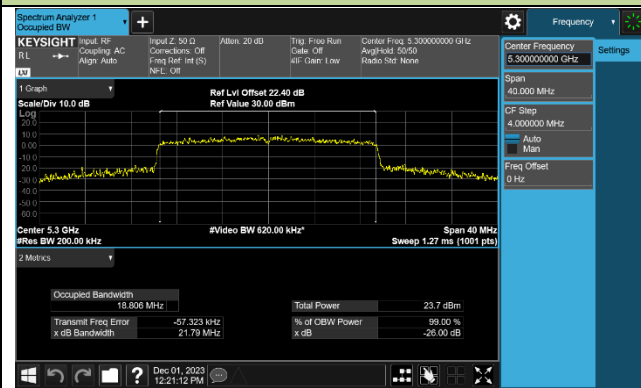 Spectrum Analyzer 1
Occupied BW
Frequency
KEYSIGHT
RL
LXI
Input: RF
Coupling: AC
Align: Auto
Input Z: 50 Ω
Corrections: Off
Freq Ref: Int (S)
NFE: Off
Atten: 20 dB
Trig: Free Run
Gate: Off
#IF Gain: Low
Center Freq: 5.300000000 GHz
Avg|Hold: 50/50
Radio Std: None
Center Frequency
5.300000000 GHz
Settings
Span
40.000 MHz
CF Step
4.000000 MHz
Auto
Man
Freq Offset
0 Hz
1 Graph
Scale/Div 10.0 dB
Ref Lvl Offset 22.40 dB
Ref Value 30.00 dBm
Log
20.0
10.0
0.00
-10.0
-20.0
-30.0
-40.0
-50.0
-60.0
Center 5.3 GHz
#Video BW 620.00 kHz*
Span 40 MHz
#Res BW 200.00 kHz
Sweep 1.27 ms (1001 pts)
2 Metrics
Occupied Bandwidth
18.806 MHz
Total Power 23.7 dBm
Transmit Freq Error -57.323 kHz
% of OBW Power 99.00 %
x dB Bandwidth 21.79 MHz
x dB -26.00 dB
?
Dec 01, 2023
12:21:12 PM